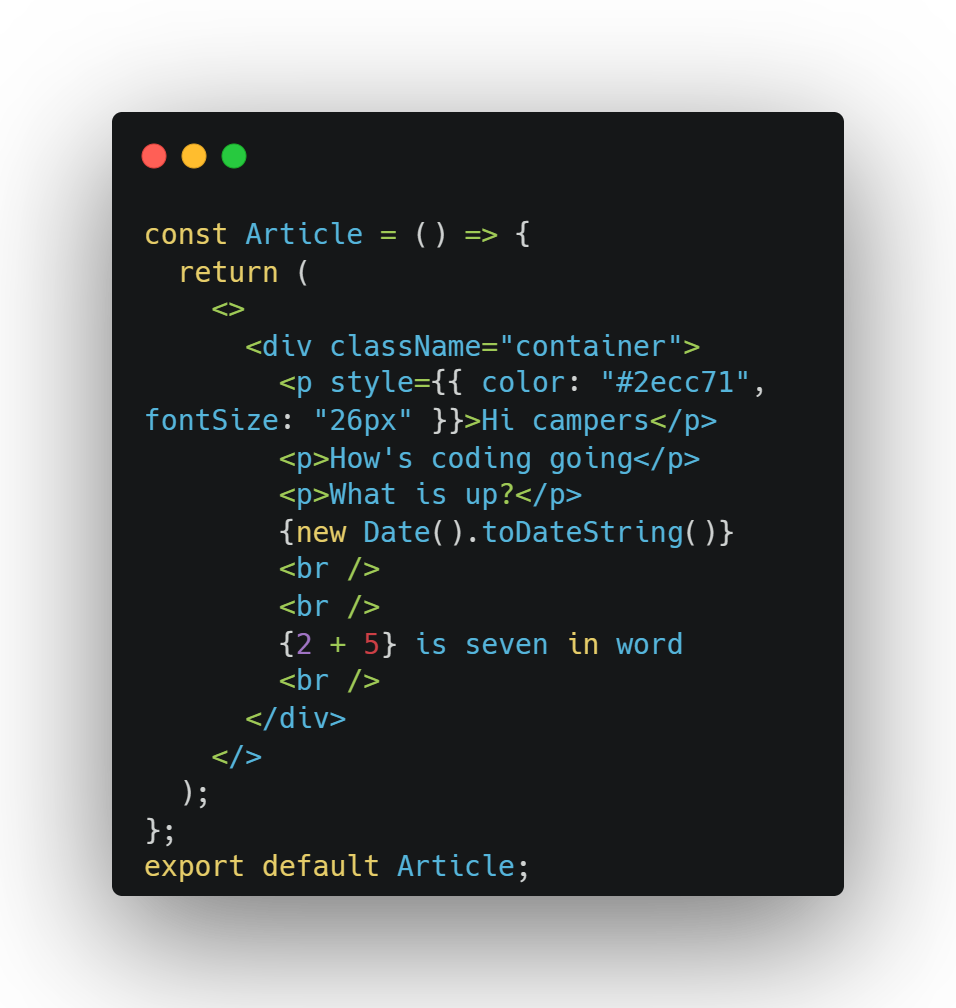 const Article = () => {
  return (
    <>
      <div className="container">
        <p style={{ color: "#2ecc71",
fontSize: "26px" }}>Hi campers</p>
        <p>How's coding going</p>
        <p>What is up?</p>
        {new Date().toDateString()}
        <br />
        <br />
        {2 + 5} is seven in word
        <br />
      </div>
    </>
  );
};
export default Article;